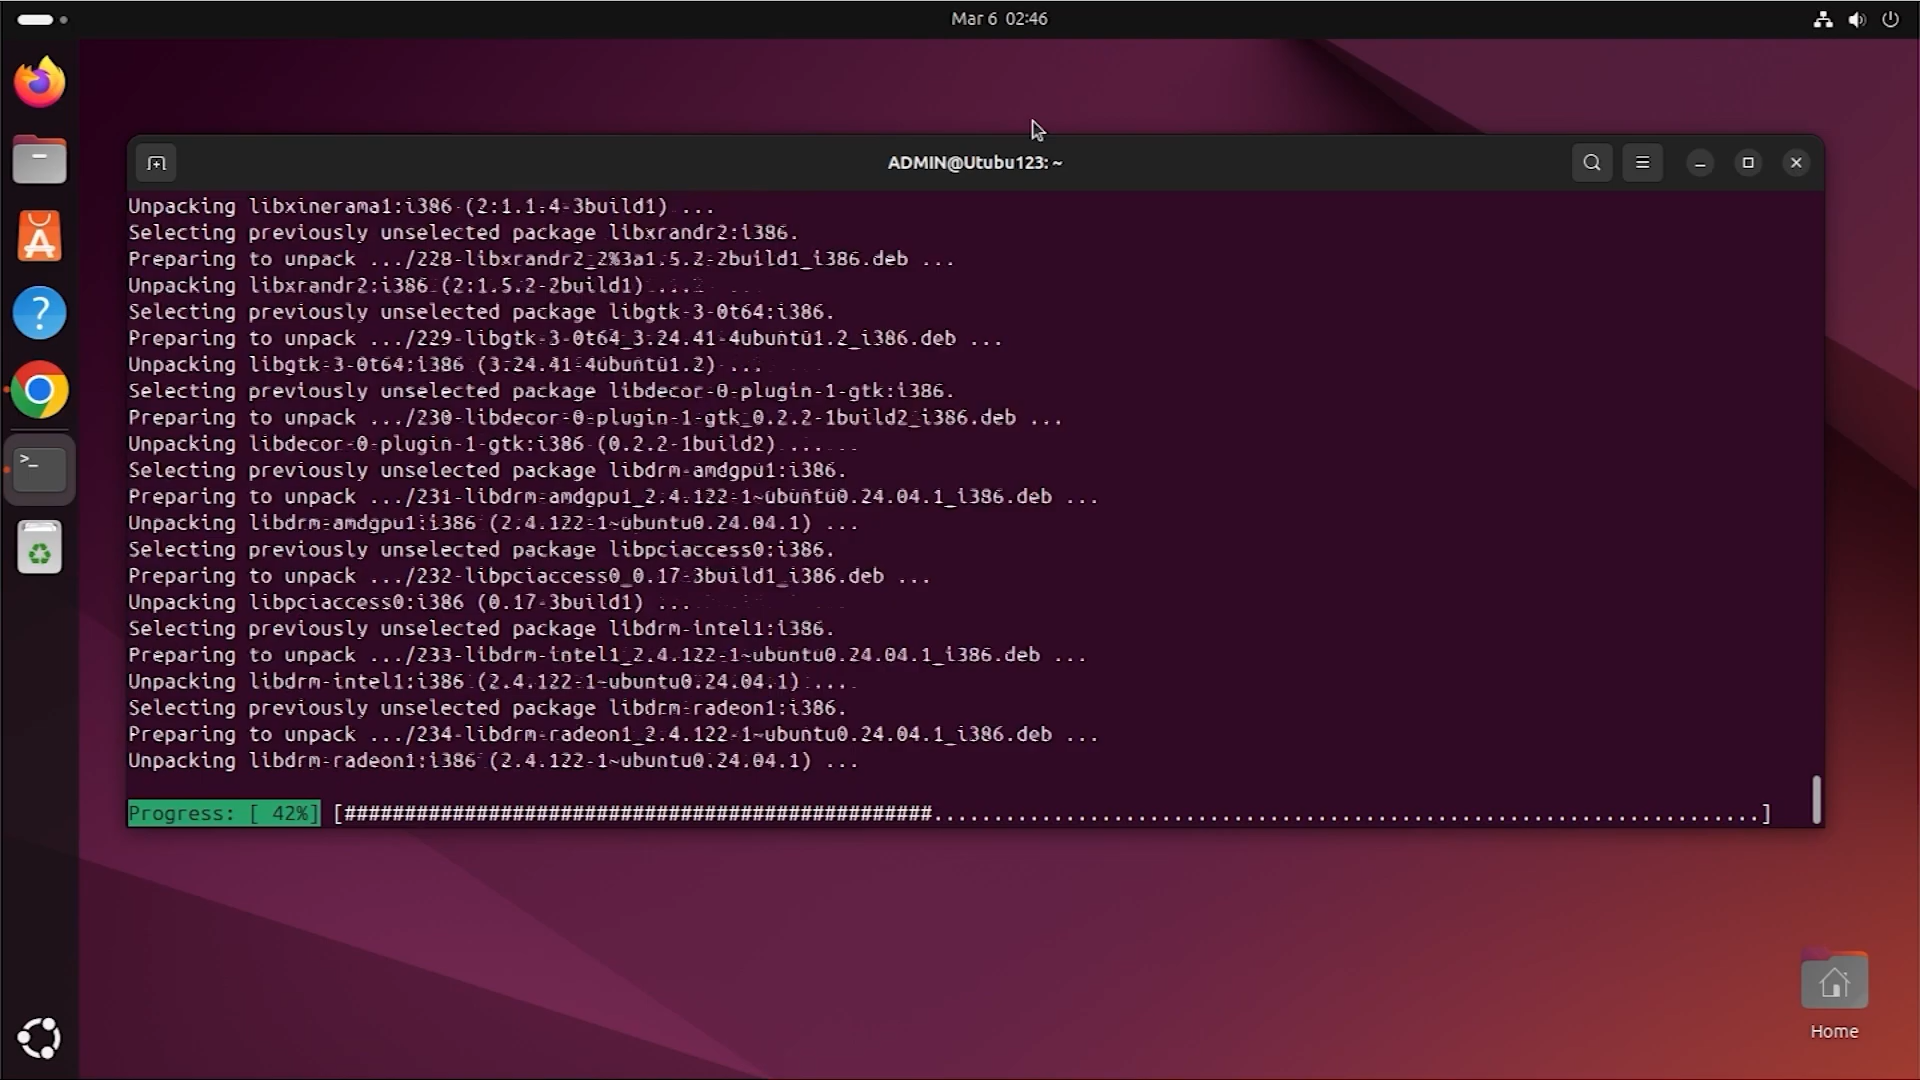 Mar 6 02:46
ADMIN@Utubu123: ~
Unpacking libxinerama1:i386 (2:1.1.4-3build1) ...
Selecting previously unselected package libxrandr2:i386.
Preparing to unpack .../228-libxrandr2_2%3a1.5.2-2build1_i386.deb ...
Unpacking libxrandr2:i386 (2:1.5.2-2build1) ...
Selecting previously unselected package libgtk-3-0t64:i386.
Preparing to unpack .../229-libgtk-3-0t64_3.24.41-4ubuntu1.2_i386.deb ...
Unpacking libgtk-3-0t64:i386 (3.24.41-4ubuntu1.2) ...
Selecting previously unselected package libdecor-0-plugin-1-gtk:i386.
Preparing to unpack .../230-libdecor-0-plugin-1-gtk_0.2.2-1build2_i386.deb ...
Unpacking libdecor-0-plugin-1-gtk:i386 (0.2.2-1build2) ...
Selecting previously unselected package libdrm-amdgpu1:i386.
Preparing to unpack .../231-libdrm-amdgpu1_2.4.122-1~ubuntu0.24.04.1_i386.deb ...
Unpacking libdrm-amdgpu1:i386 (2.4.122-1~ubuntu0.24.04.1) ...
Selecting previously unselected package libpciaccess0:i386.
Preparing to unpack .../232-libpciaccess0_0.17-3build1_i386.deb ...
Unpacking libpciaccess0:i386 (0.17-3build1) ...
Selecting previously unselected package libdrm-intel1:i386.
Preparing to unpack .../233-libdrm-intel1_2.4.122-1~ubuntu0.24.04.1_i386.deb ...
Unpacking libdrm-intel1:i386 (2.4.122-1~ubuntu0.24.04.1) ...
Selecting previously unselected package libdrm-radeon1:i386.
Preparing to unpack .../234-libdrm-radeon1_2.4.122-1~ubuntu0.24.04.1_i386.deb ...
Unpacking libdrm-radeon1:i386 (2.4.122-1~ubuntu0.24.04.1) ...
Progress: [ 42%] [#################################################.....................................................................]
Home